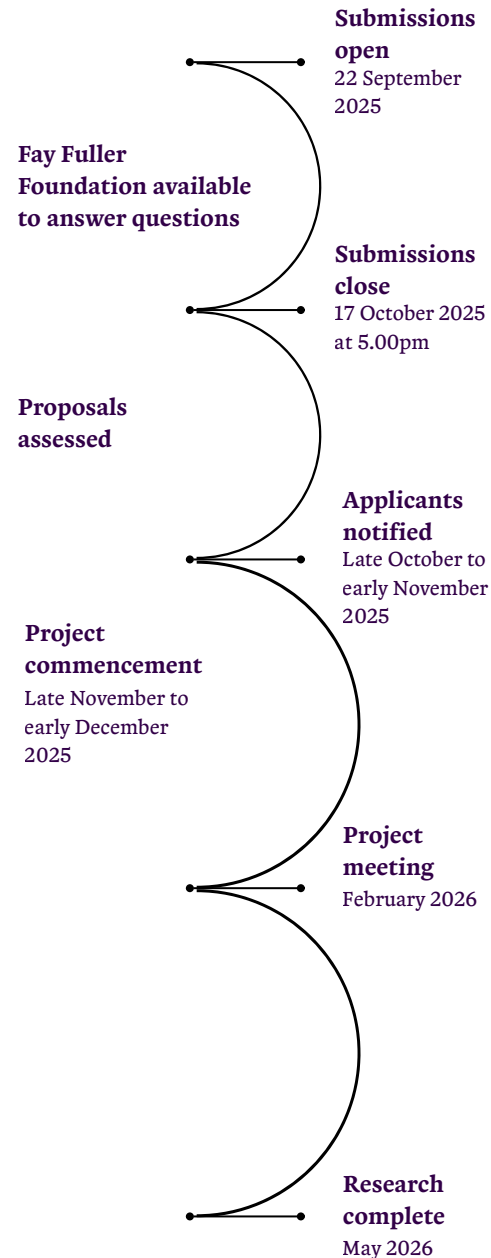 Submissions
open
22 September
2025
Fay Fuller
Foundation available
to answer questions
Submissions
close
17 October 2025
at 5.00pm
Proposals
assessed
Applicants
notified
Late October to
early November
2025
Project
commencement
Late November to
early December
2025
Project
meeting
February 2026
Research
complete
May 2026